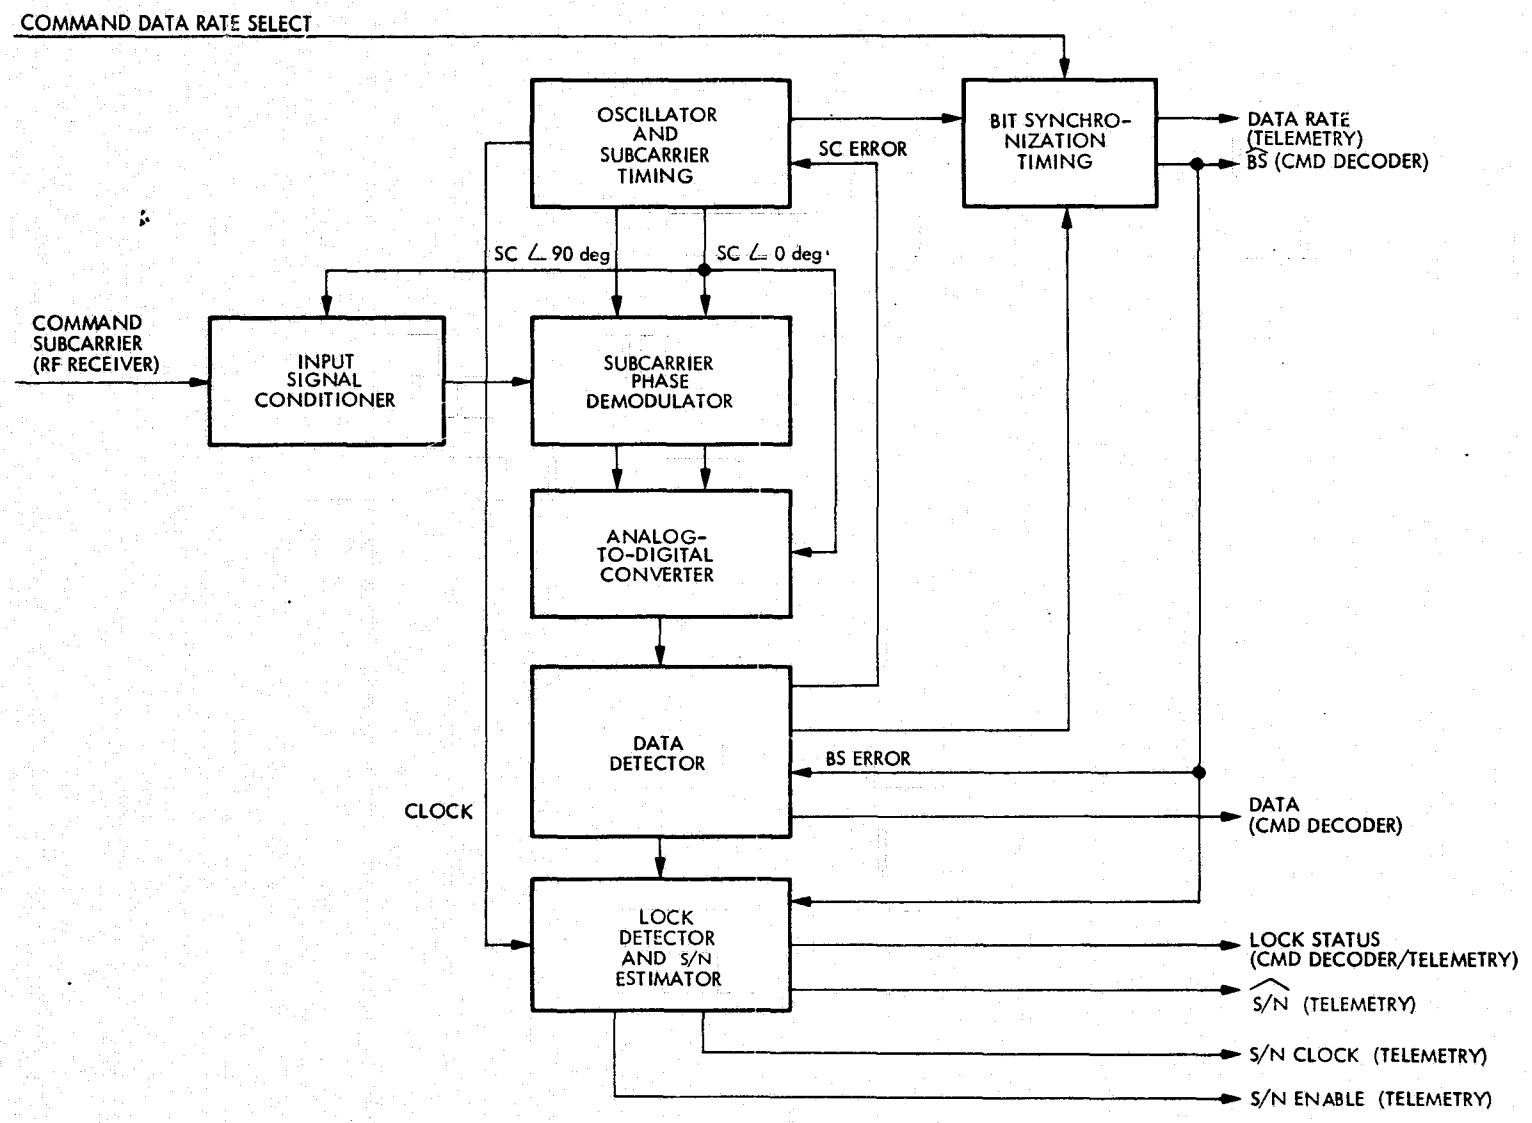 COMMAND DATA RATE SELECT
OSCILLATOR
AND
SUBCARRIER
TIMING
BIT SYNCHRO-
NIZATION
TIMING
DATA RATE
(TELEMETRY)
B̂S (CMD DECODER)
SC ERROR
SC ∠ 90 deg
SC ∠ 0 deg
COMMAND
SUBCARRIER
(RF RECEIVER)
INPUT
SIGNAL
CONDITIONER
SUBCARRIER
PHASE
DEMODULATOR
ANALOG-
TO-DIGITAL
CONVERTER
DATA
DETECTOR
BS ERROR
CLOCK
DATA
(CMD DECODER)
LOCK
DETECTOR
AND S/N
ESTIMATOR
LOCK STATUS
(CMD DECODER/TELEMETRY)
S/N (TELEMETRY)
S/N CLOCK (TELEMETRY)
S/N ENABLE (TELEMETRY)